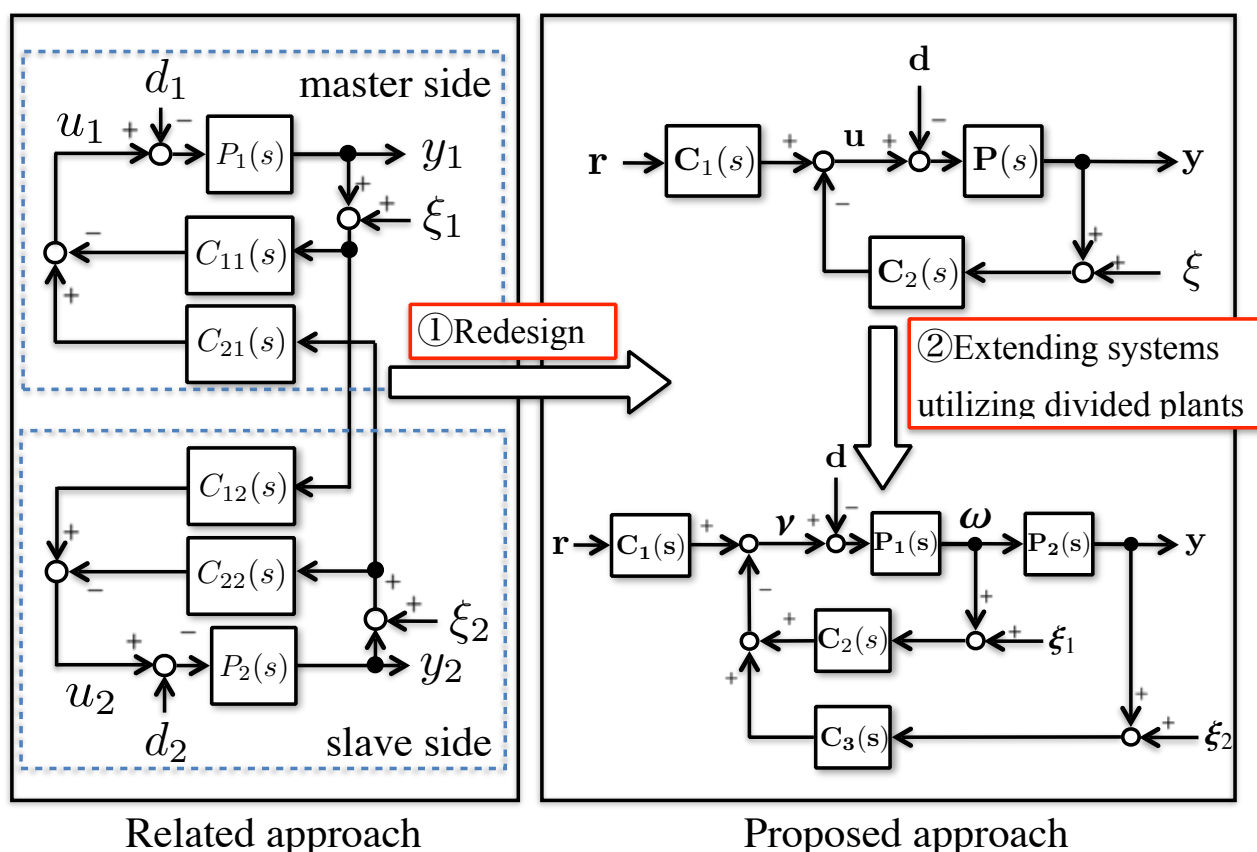 master side
d₁
u₁
+
−
P₁(s)
y₁
+
+
ξ₁
−
C₁₁(s)
+
C₂₁(s)
C₁₂(s)
+
C₂₂(s)
−
+
+
ξ₂
+
−
P₂(s)
y₂
u₂
d₂
slave side
Related approach
①Redesign
d
r
C₁(s)
+
u
+
−
P(s)
y
−
C₂(s)
+
+
ξ
②Extending systems
utilizing divided plants
d
r
C₁(s)
+
ν
+
−
P₁(s)
ω
P₂(s)
y
−
+
C₂(s)
+
+
ξ₁
+
C₃(s)
+
+
ξ₂
Proposed approach